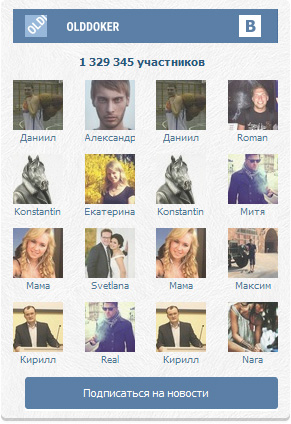 OLD
OLDDOKER
B
1 329 345 участников
Даниил Александр Даниил Roman
Konstantin Екатерина Konstantin Митя
Мама Svetlana Мама Максим
Кирилл Real Кирилл Nara
Подписаться на новости